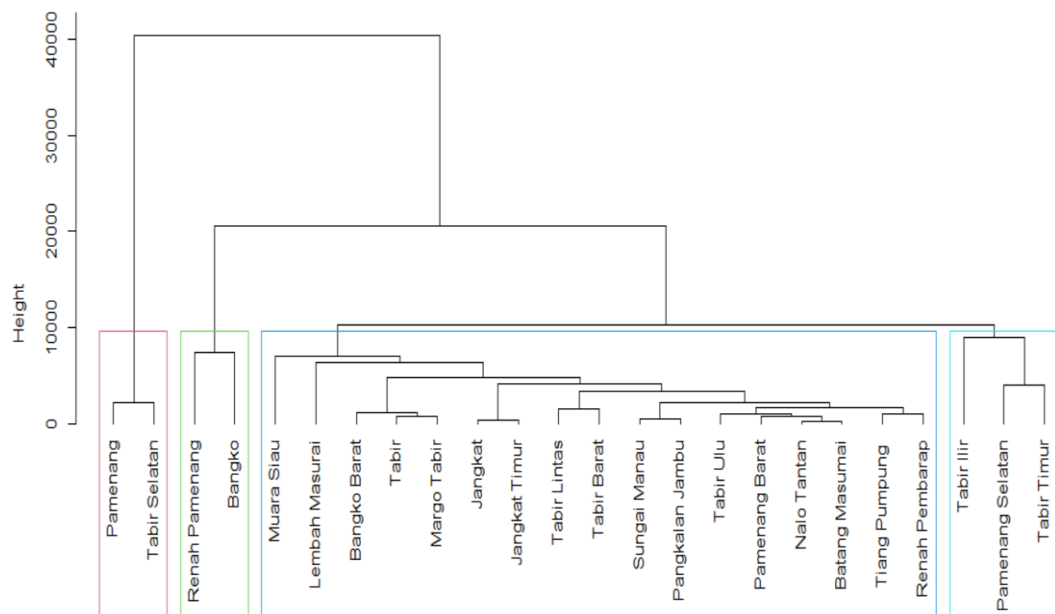 Height
40000
30000
20000
10000
0
Pamenang
Tabir Selatan
Renah Pamenang
Bangko
Muara Siau
Lembah Masurai
Bangko Barat
Tabir
Margo Tabir
Jangkat
Jangkat Timur
Tabir Lintas
Tabir Barat
Sungai Manau
Pangkalan Jambu
Tabir Ulu
Pamenang Barat
Nalo Tantan
Batang Masumai
Tiang Pumpung
Renah Pembarap
Tabir Ilir
Pamenang Selatan
Tabir Timur